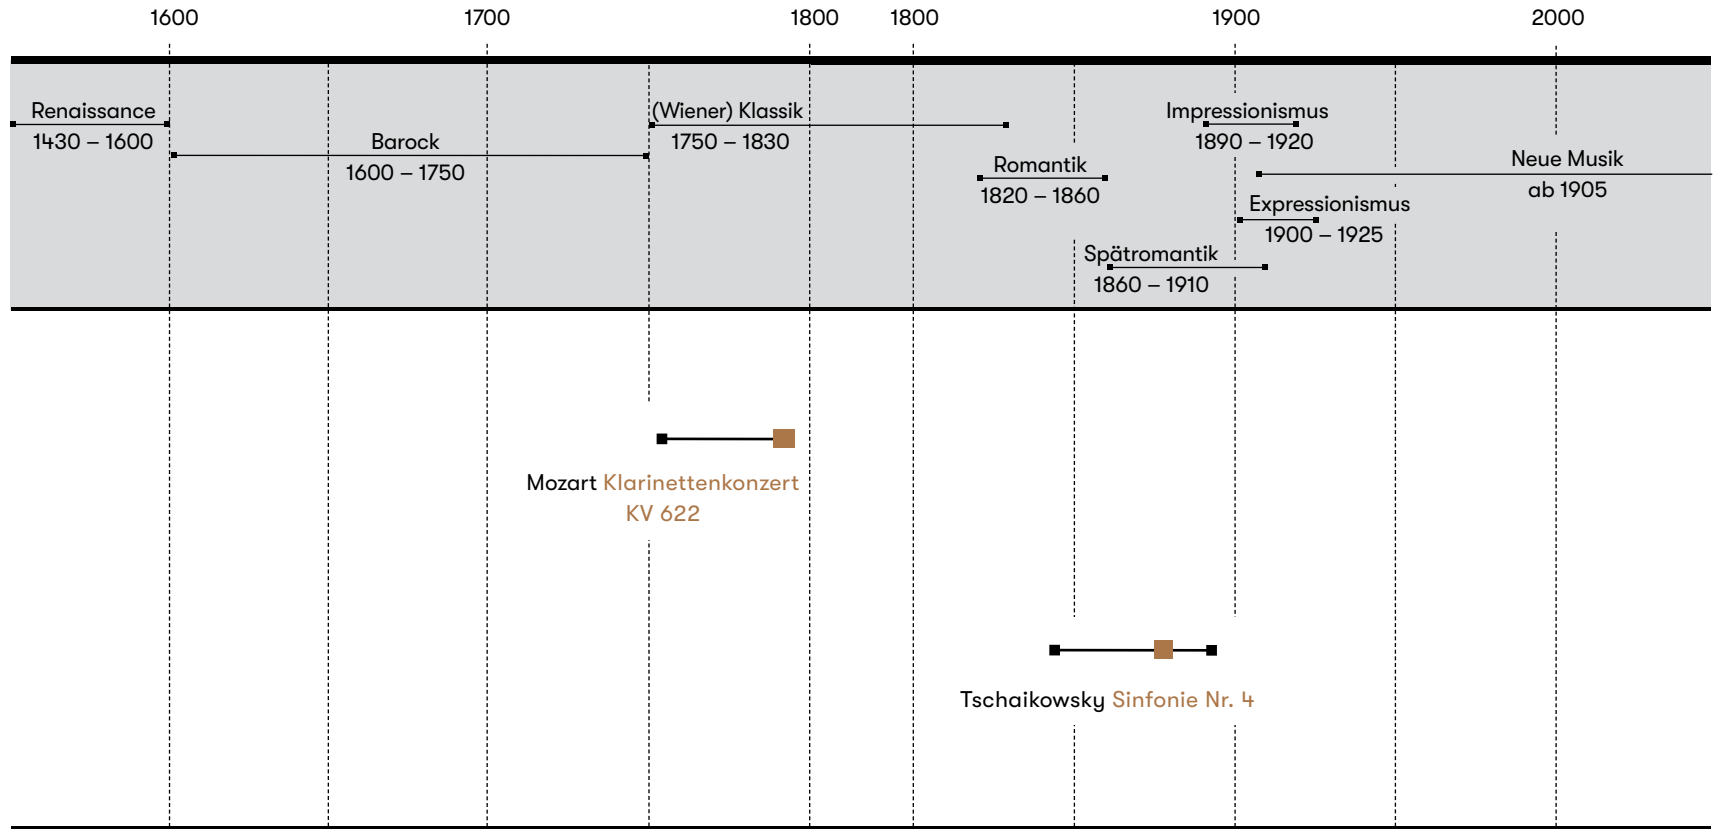 1600 1700 1800 1800 1900 2000
Renaissance
1430 – 1600
Barock
1600 – 1750
(Wiener) Klassik
1750 – 1830
Romantik
1820 – 1860
Spätromantik
1860 – 1910
Impressionismus
1890 – 1920
Expressionismus
1900 – 1925
Neue Musik
ab 1905
Mozart Klarinettenkonzert
KV 622
Tschaikowsky Sinfonie Nr. 4